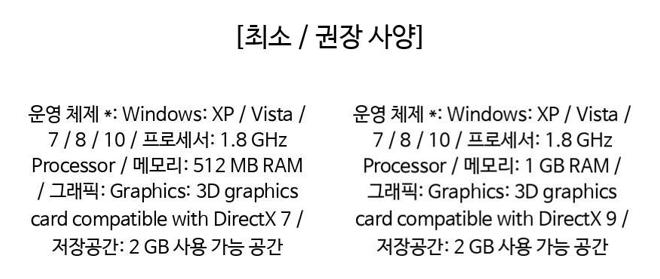 [최소 / 권장 사양]
운영 체제 *: Windows: XP / Vista /
7 / 8 / 10 / 프로세서: 1.8 GHz
Processor / 메모리: 512 MB RAM
/ 그래픽: Graphics: 3D graphics
card compatible with DirectX 7 /
저장공간: 2 GB 사용 가능 공간
운영 체제 *: Windows: XP / Vista /
7 / 8 / 10 / 프로세서: 1.8 GHz
Processor / 메모리: 1 GB RAM /
그래픽: Graphics: 3D graphics
card compatible with DirectX 9 /
저장공간: 2 GB 사용 가능 공간